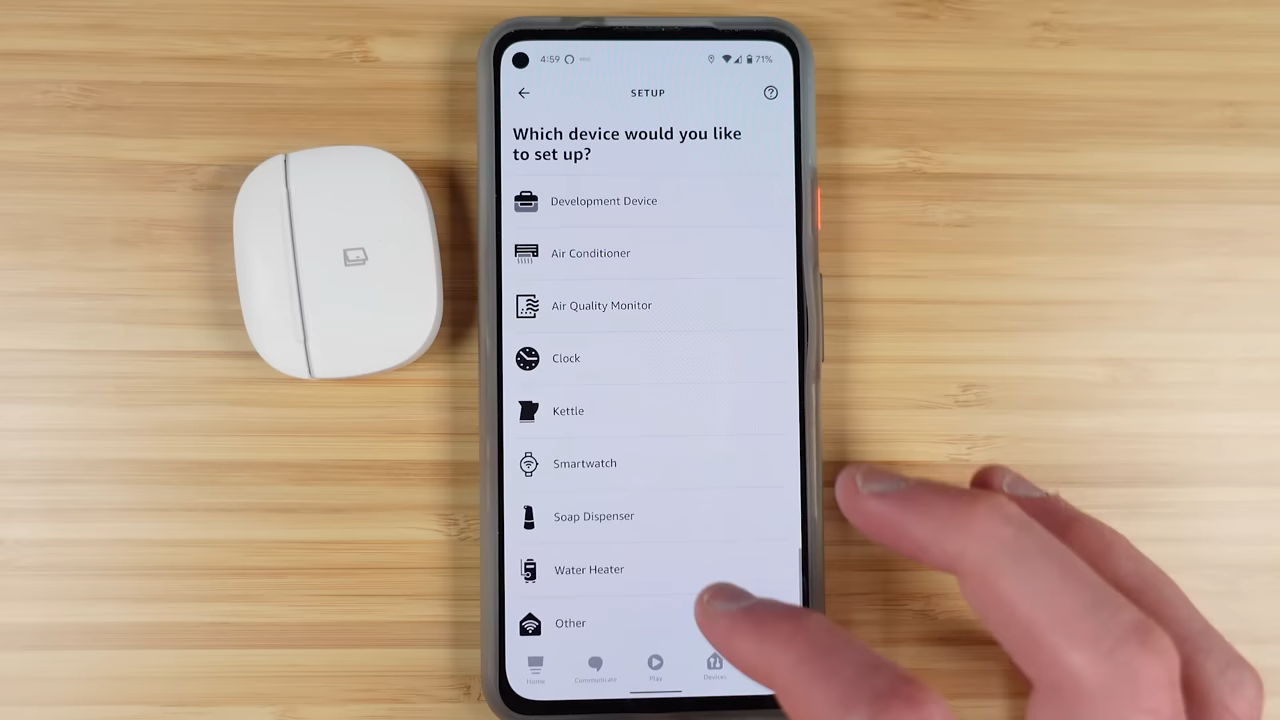 4:59
71%
SETUP
Which device would you like
to set up?
Development Device
Air Conditioner
Air Quality Monitor
Clock
Kettle
Smartwatch
Soap Dispenser
Water Heater
Other
Home
Communicate
Play
Devices